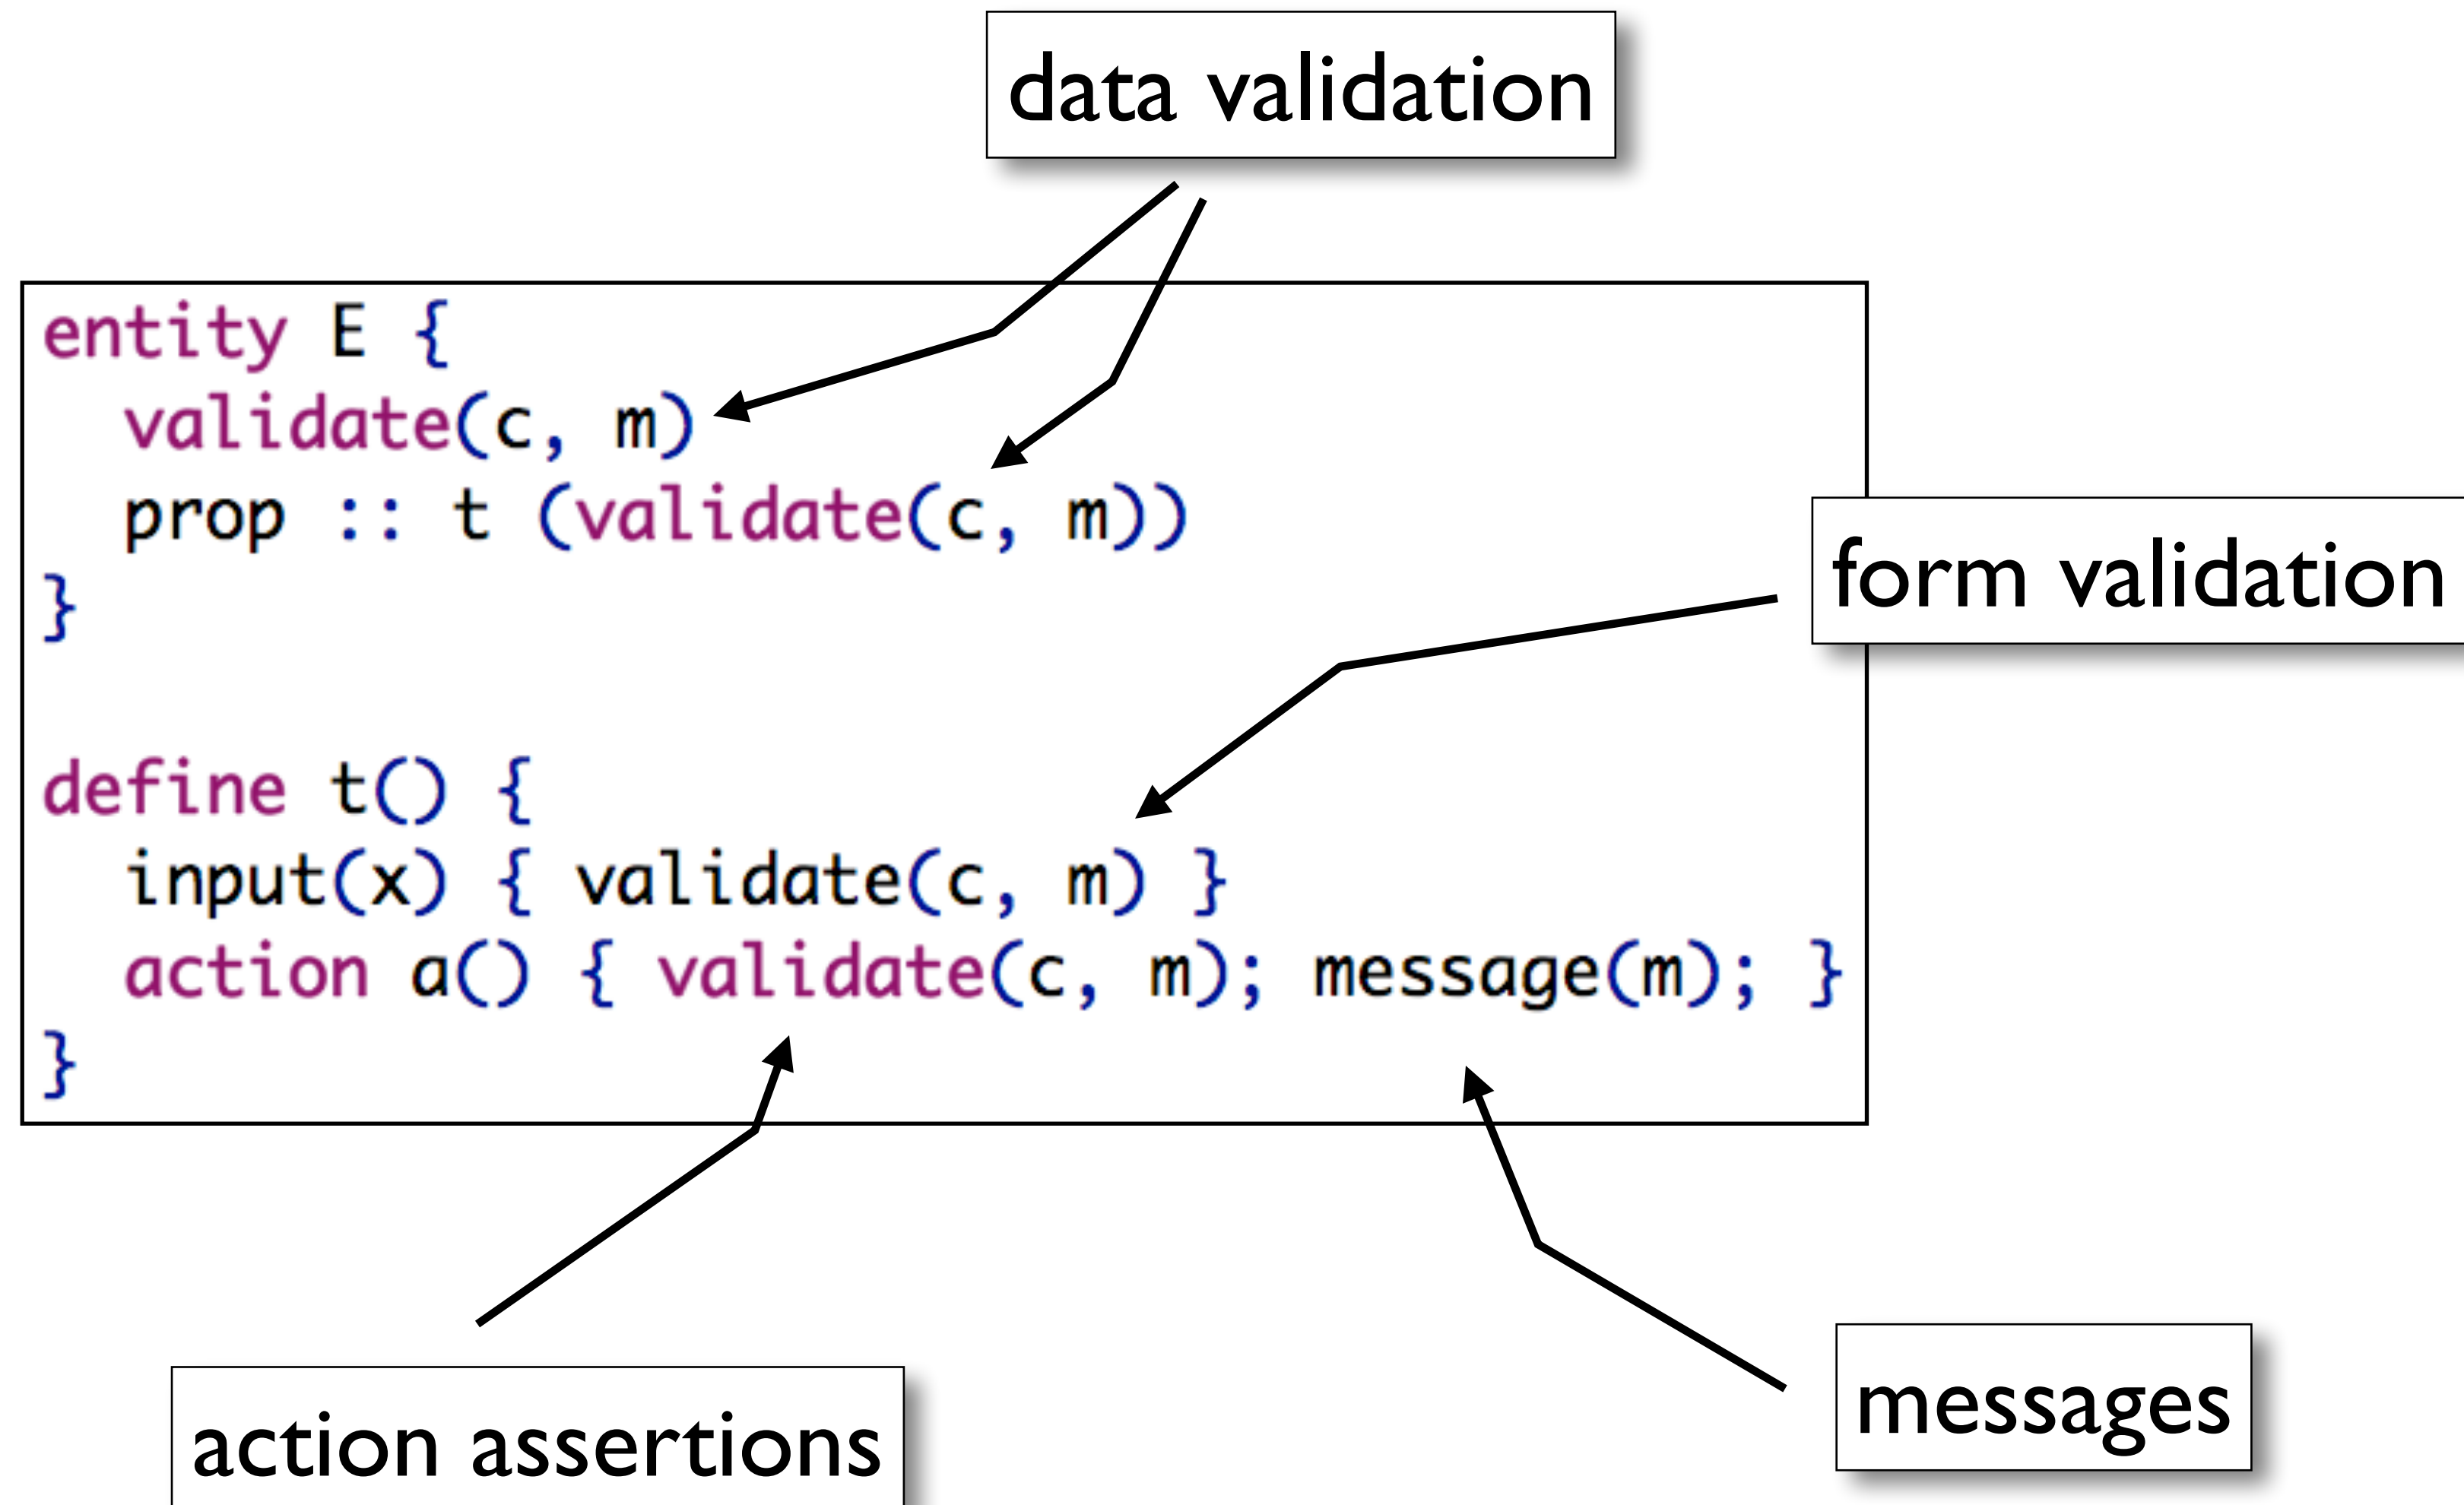 data validation
entity E {
  validate(c, m)
  prop :: t (validate(c, m))
}
form validation
define t() {
  input(x) { validate(c, m) }
  action a() { validate(c, m); message(m); }
}
action assertions
messages